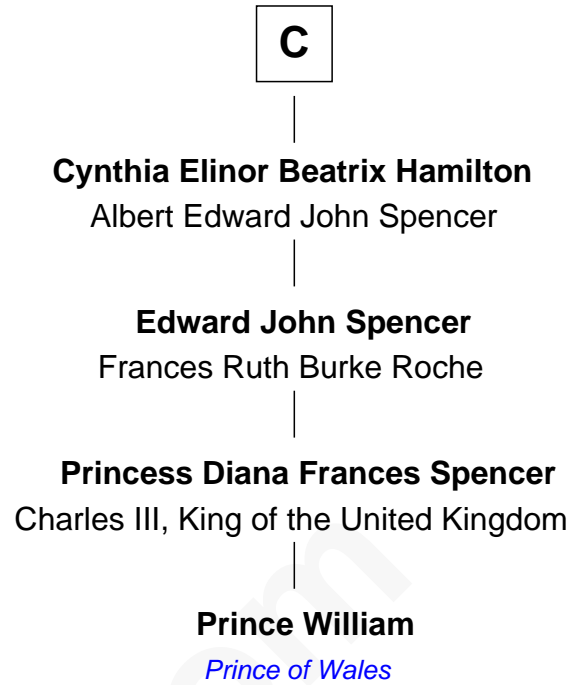 C
Cynthia Elinor Beatrix Hamilton
Albert Edward John Spencer
Edward John Spencer
Frances Ruth Burke Roche
Princess Diana Frances Spencer
Charles III, King of the United Kingdom
Prince William
Prince of Wales